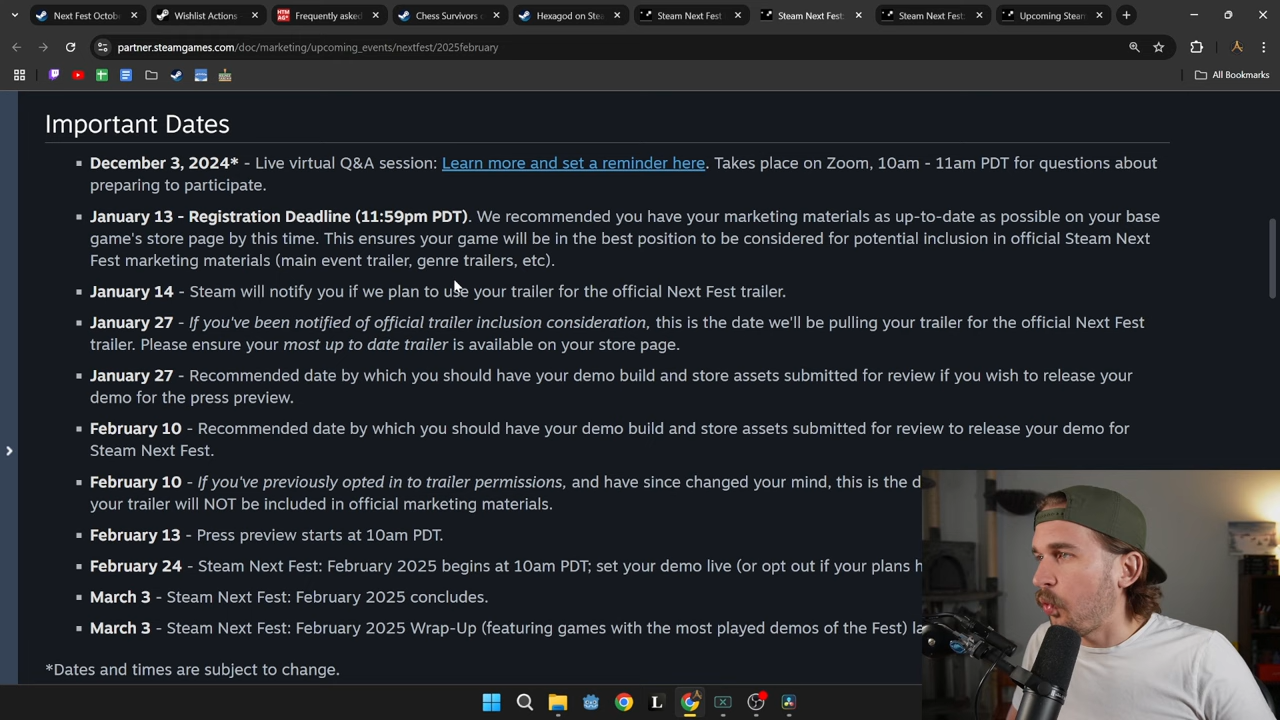 Next Fest Octob
Wishlist Actions
Frequently asked
Chess Survivors o
Hexagod on Ste
Steam Next Fest
Steam Next Fest:
Steam Next Fest:
Upcoming Stean
partner.steamgames.com/doc/marketing/upcoming_events/nextfest/2025february
All Bookmarks
Important Dates
December 3, 2024* - Live virtual Q&A session: Learn more and set a reminder here. Takes place on Zoom, 10am - 11am PDT for questions about
preparing to participate.
January 13 - Registration Deadline (11:59pm PDT). We recommended you have your marketing materials as up-to-date as possible on your base
game's store page by this time. This ensures your game will be in the best position to be considered for potential inclusion in official Steam Next
Fest marketing materials (main event trailer, genre trailers, etc).
January 14 - Steam will notify you if we plan to use your trailer for the official Next Fest trailer.
January 27 - If you've been notified of official trailer inclusion consideration, this is the date we'll be pulling your trailer for the official Next Fest
trailer. Please ensure your most up to date trailer is available on your store page.
January 27 - Recommended date by which you should have your demo build and store assets submitted for review if you wish to release your
demo for the press preview.
February 10 - Recommended date by which you should have your demo build and store assets submitted for review to release your demo for
Steam Next Fest.
February 10 - If you've previously opted in to trailer permissions, and have since changed your mind, this is the d
your trailer will NOT be included in official marketing materials.
February 13 - Press preview starts at 10am PDT.
February 24 - Steam Next Fest: February 2025 begins at 10am PDT; set your demo live (or opt out if your plans h
March 3 - Steam Next Fest: February 2025 concludes.
March 3 - Steam Next Fest: February 2025 Wrap-Up (featuring games with the most played demos of the Fest) la
*Dates and times are subject to change.